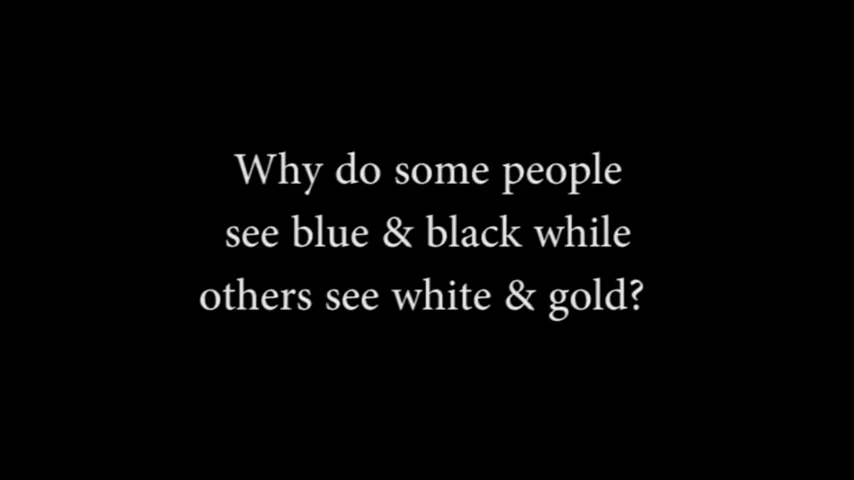 Why do some people
see blue & black while
others see white & gold?